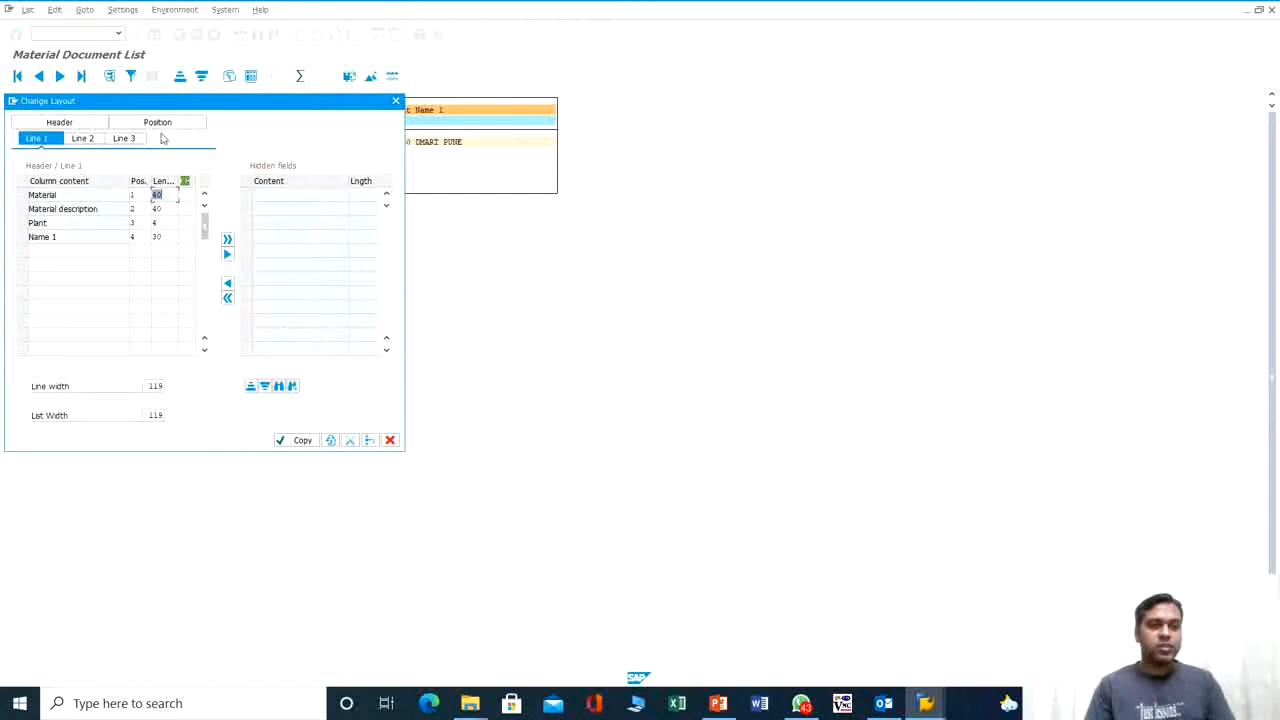 List Edit Goto Settings Environment System Help
Material Document List
Change Layout
t Name 1
Header Position
Line 1 Line 2 Line 3
0 DMART PUNE
Header / Line 1 Hidden fields
Column content Pos. Len... Content Lngth
Material 1 40
Material description 2 40
Plant 3 4
Name 1 4 30
Line width 119
List Width 119
Copy
SAP
Type here to search
43